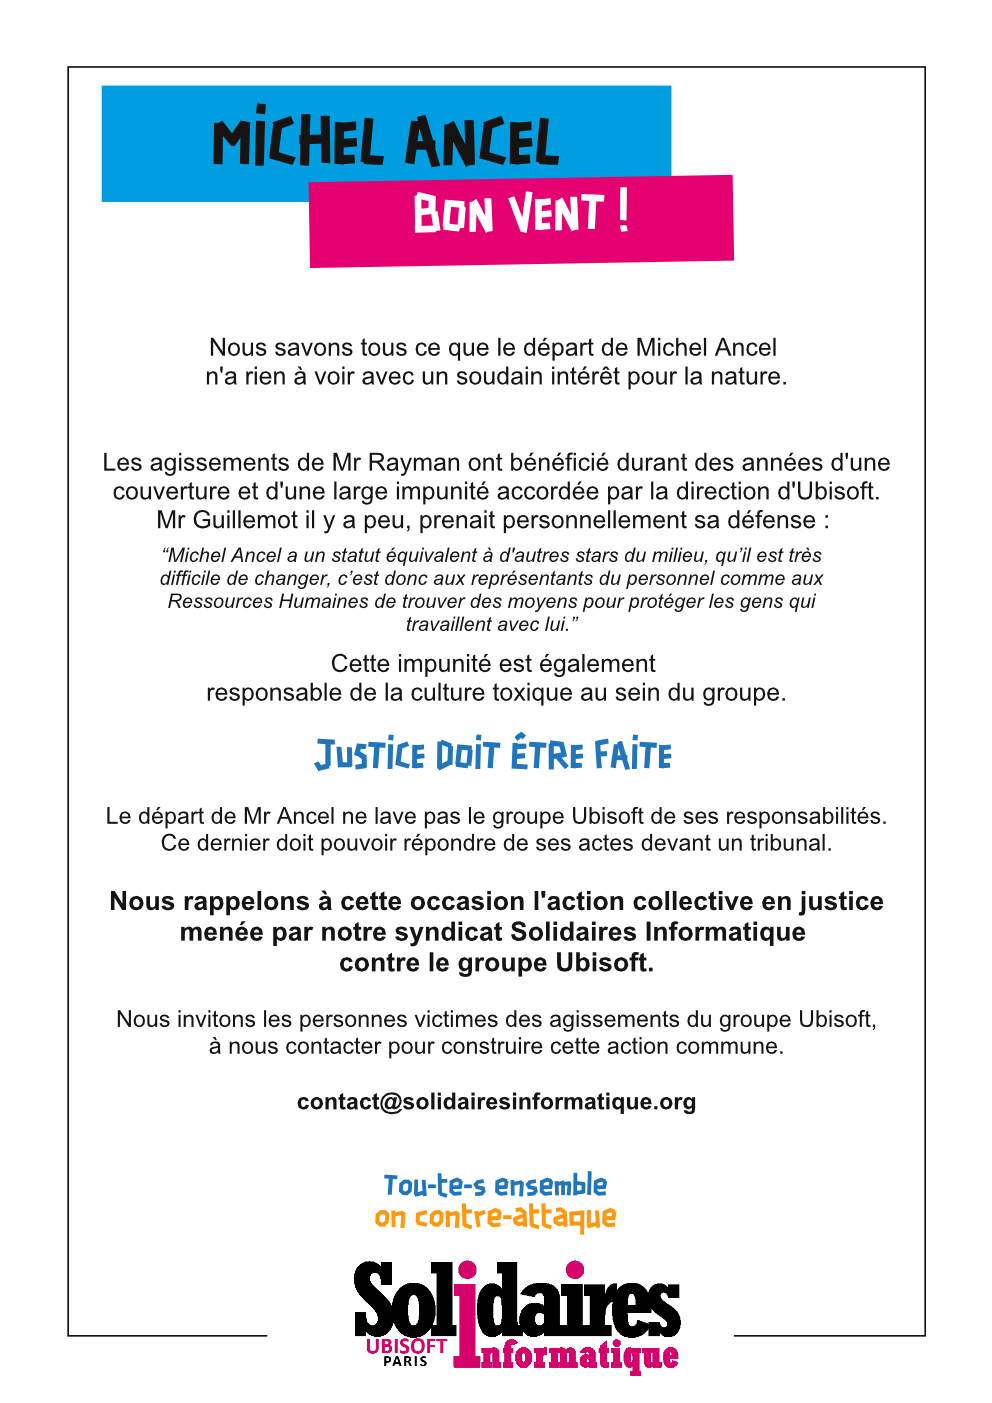 MiCHEL ANCEL
BON VENT !
Nous savons tous ce que le départ de Michel Ancel
n'a rien à voir avec un soudain intérêt pour la nature.
Les agissements de Mr Rayman ont bénéficié durant des années d'une
couverture et d'une large impunité accordée par la direction d'Ubisoft.
Mr Guillemot il y a peu, prenait personnellement sa défense :
“Michel Ancel a un statut équivalent à d'autres stars du milieu, qu’il est très
difficile de changer, c’est donc aux représentants du personnel comme aux
Ressources Humaines de trouver des moyens pour protéger les gens qui
travaillent avec lui.”
Cette impunité est également
responsable de la culture toxique au sein du groupe.
JUSTiCE DOiT ÊTRE FAiTE
Le départ de Mr Ancel ne lave pas le groupe Ubisoft de ses responsabilités.
Ce dernier doit pouvoir répondre de ses actes devant un tribunal.
Nous rappelons à cette occasion l'action collective en justice
menée par notre syndicat Solidaires Informatique
contre le groupe Ubisoft.
Nous invitons les personnes victimes des agissements du groupe Ubisoft,
à nous contacter pour construire cette action commune.
contact@solidairesinformatique.org
Tou-te-s ensemble
on contre-attaque
Solidaires
UBISOFT
PARIS
Informatique